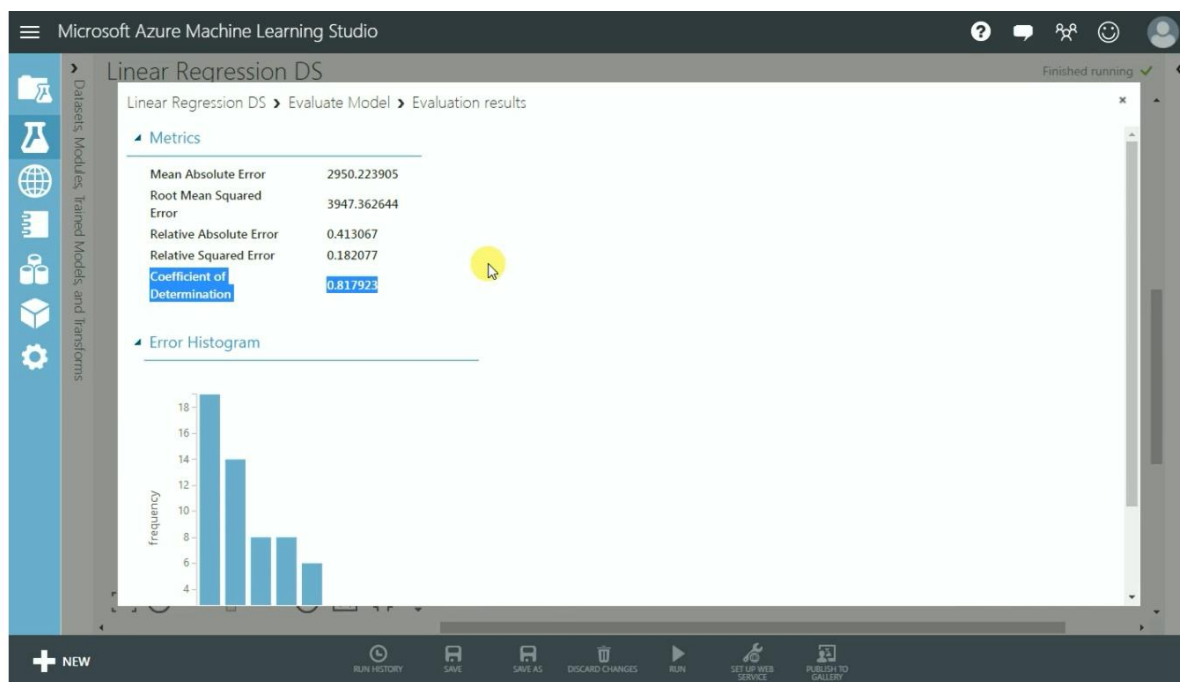 Microsoft Azure Machine Learning Studio
Linear Regression DS
Finished running
Datasets, Modules, Trained Models, and Transforms
Linear Regression DS > Evaluate Model > Evaluation results
Metrics
Mean Absolute Error 2950.223905
Root Mean Squared
Error 3947.362644
Relative Absolute Error 0.413067
Relative Squared Error 0.182077
Coefficient of
Determination 0.817923
Error Histogram
18
16
14
12
10
8
6
4
frequency
NEW
RUN HISTORY
SAVE
SAVE AS
DISCARD CHANGES
RUN
SET UP WEB
SERVICE
PUBLISH TO
GALLERY